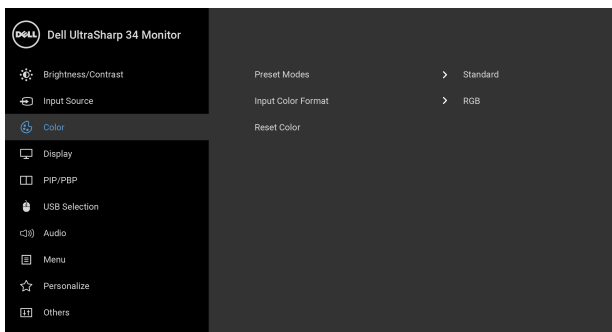 DELL
Dell UltraSharp 34 Monitor
Brightness/Contrast
Preset Modes Standard
Input Source
Input Color Format RGB
Color
Reset Color
Display
PIP/PBP
USB Selection
Audio
Menu
Personalize
Others